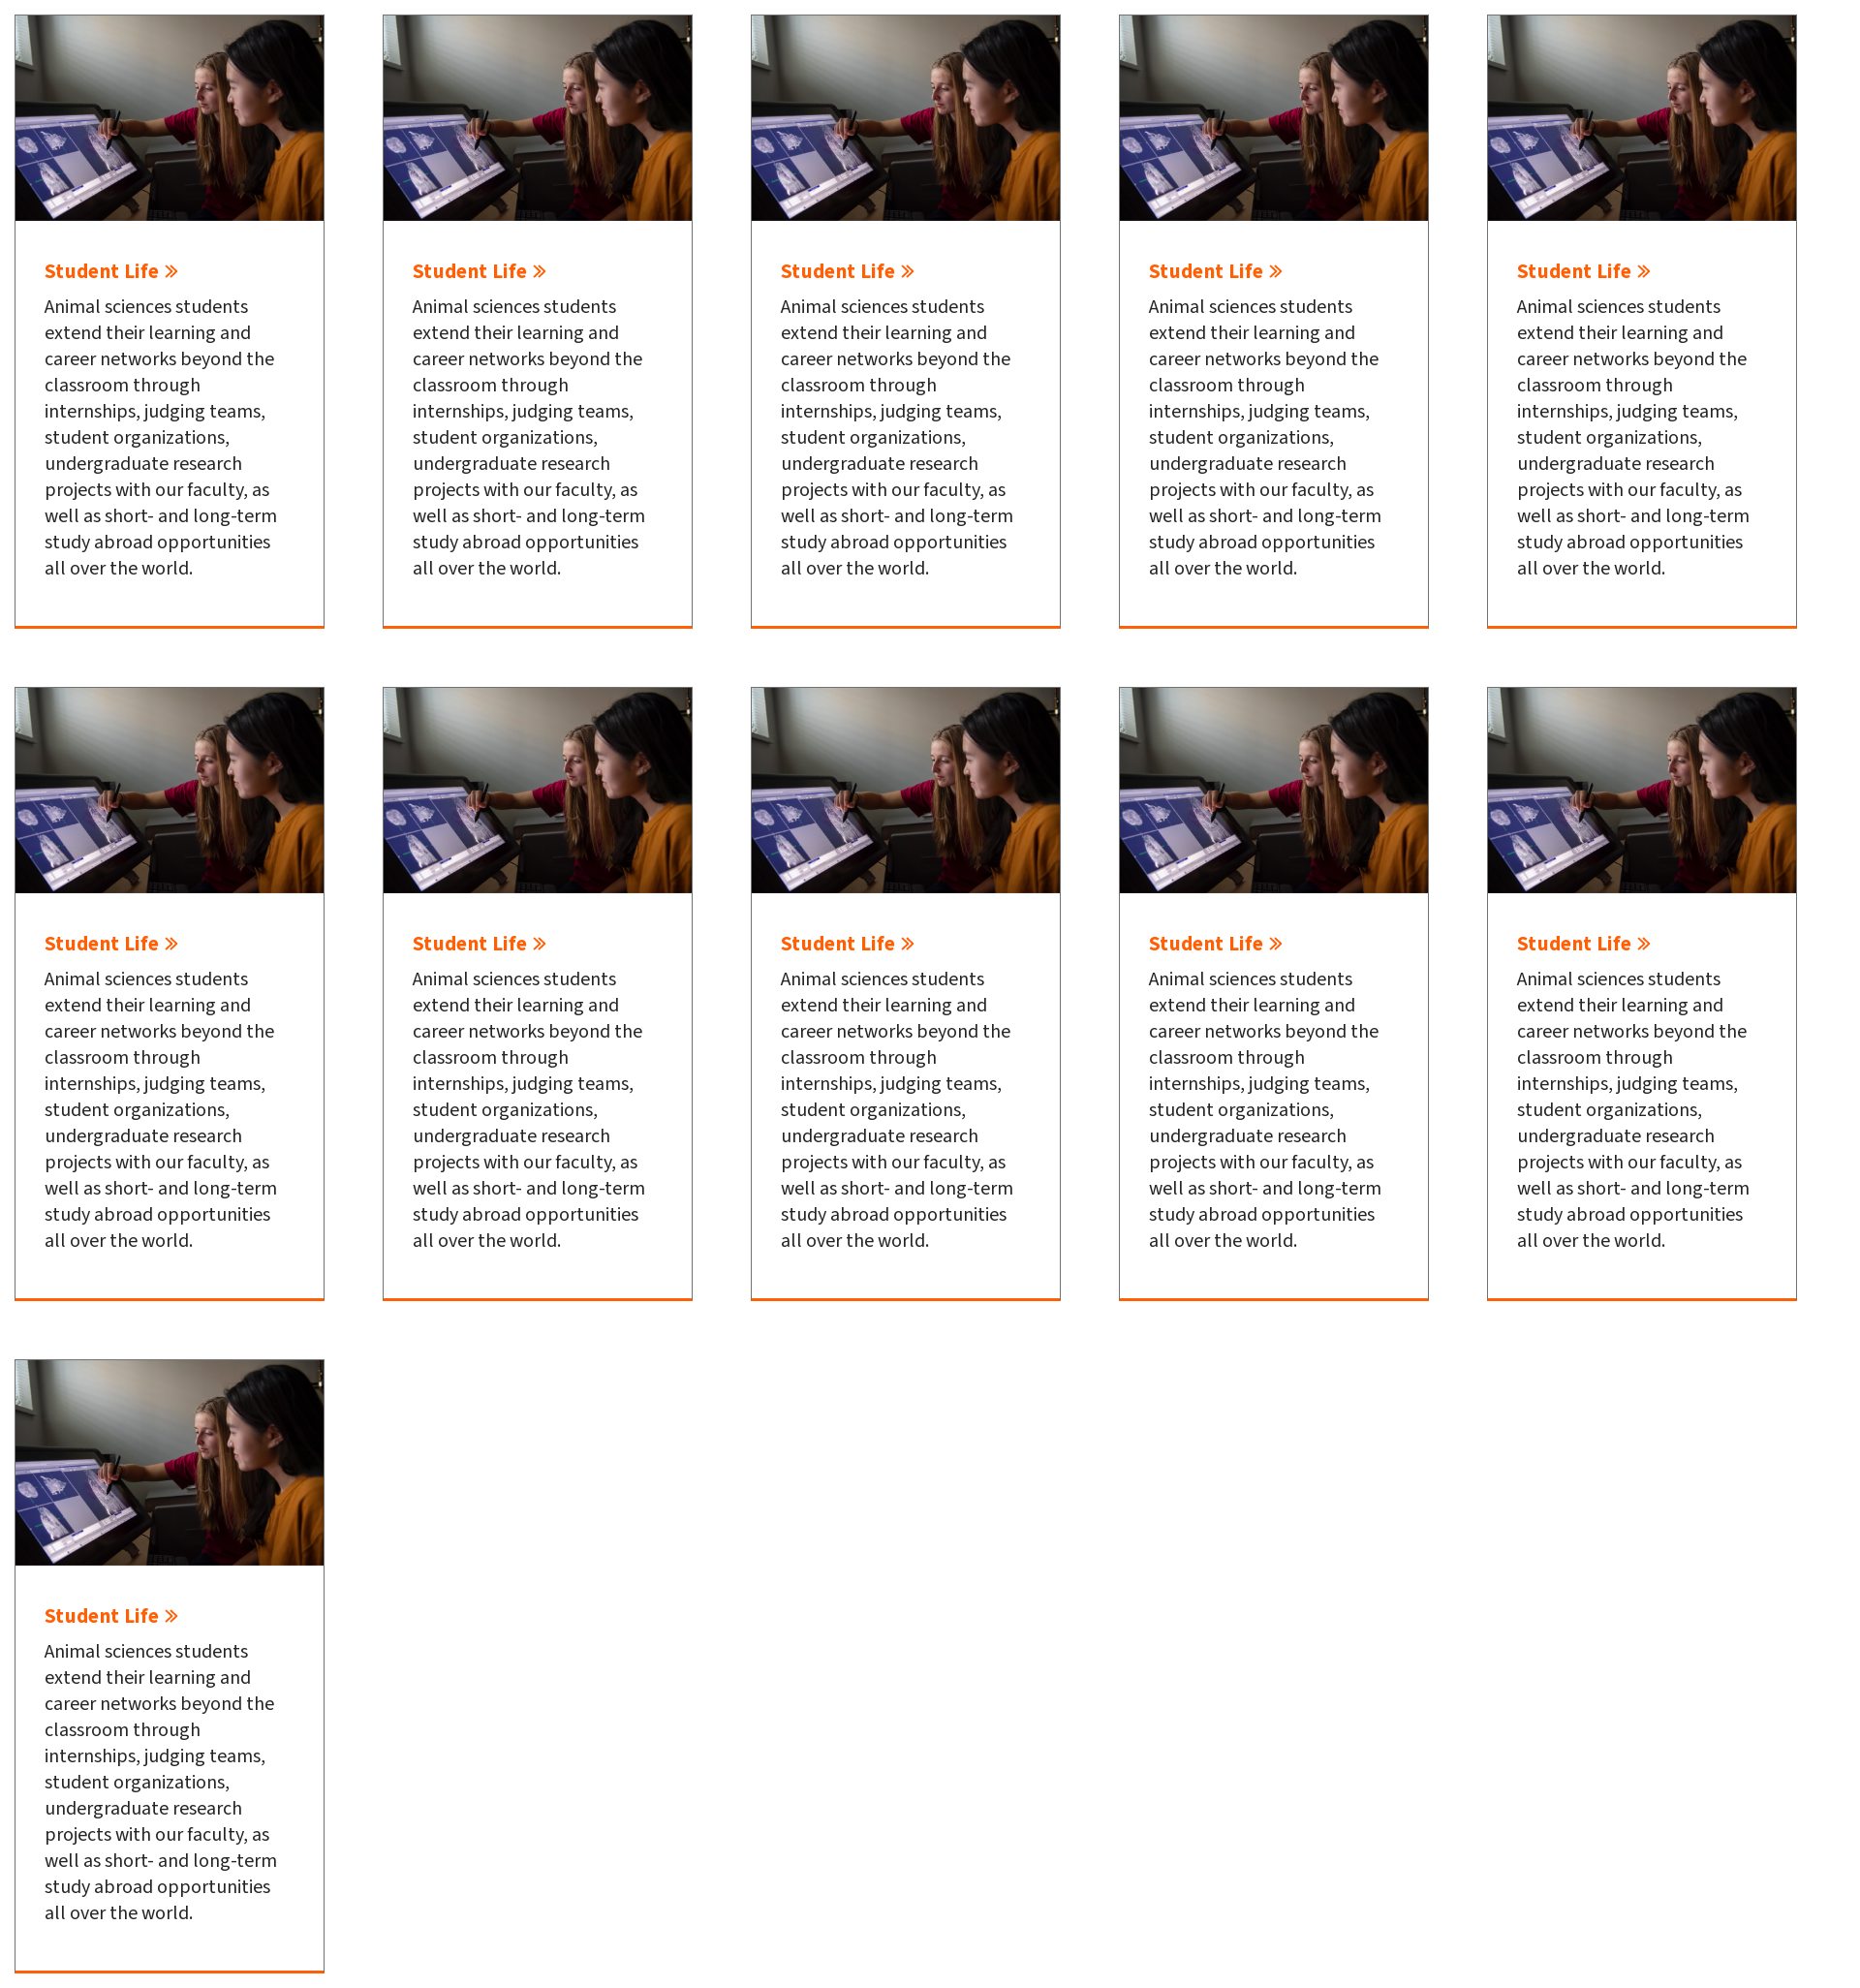 Student Life »
Animal sciences students
extend their learning and
career networks beyond the
classroom through
internships, judging teams,
student organizations,
undergraduate research
projects with our faculty, as
well as short- and long-term
study abroad opportunities
all over the world.
Student Life »
Animal sciences students
extend their learning and
career networks beyond the
classroom through
internships, judging teams,
student organizations,
undergraduate research
projects with our faculty, as
well as short- and long-term
study abroad opportunities
all over the world.
Student Life »
Animal sciences students
extend their learning and
career networks beyond the
classroom through
internships, judging teams,
student organizations,
undergraduate research
projects with our faculty, as
well as short- and long-term
study abroad opportunities
all over the world.
Student Life »
Animal sciences students
extend their learning and
career networks beyond the
classroom through
internships, judging teams,
student organizations,
undergraduate research
projects with our faculty, as
well as short- and long-term
study abroad opportunities
all over the world.
Student Life »
Animal sciences students
extend their learning and
career networks beyond the
classroom through
internships, judging teams,
student organizations,
undergraduate research
projects with our faculty, as
well as short- and long-term
study abroad opportunities
all over the world.
Student Life »
Animal sciences students
extend their learning and
career networks beyond the
classroom through
internships, judging teams,
student organizations,
undergraduate research
projects with our faculty, as
well as short- and long-term
study abroad opportunities
all over the world.
Student Life »
Animal sciences students
extend their learning and
career networks beyond the
classroom through
internships, judging teams,
student organizations,
undergraduate research
projects with our faculty, as
well as short- and long-term
study abroad opportunities
all over the world.
Student Life »
Animal sciences students
extend their learning and
career networks beyond the
classroom through
internships, judging teams,
student organizations,
undergraduate research
projects with our faculty, as
well as short- and long-term
study abroad opportunities
all over the world.
Student Life »
Animal sciences students
extend their learning and
career networks beyond the
classroom through
internships, judging teams,
student organizations,
undergraduate research
projects with our faculty, as
well as short- and long-term
study abroad opportunities
all over the world.
Student Life »
Animal sciences students
extend their learning and
career networks beyond the
classroom through
internships, judging teams,
student organizations,
undergraduate research
projects with our faculty, as
well as short- and long-term
study abroad opportunities
all over the world.
Student Life »
Animal sciences students
extend their learning and
career networks beyond the
classroom through
internships, judging teams,
student organizations,
undergraduate research
projects with our faculty, as
well as short- and long-term
study abroad opportunities
all over the world.